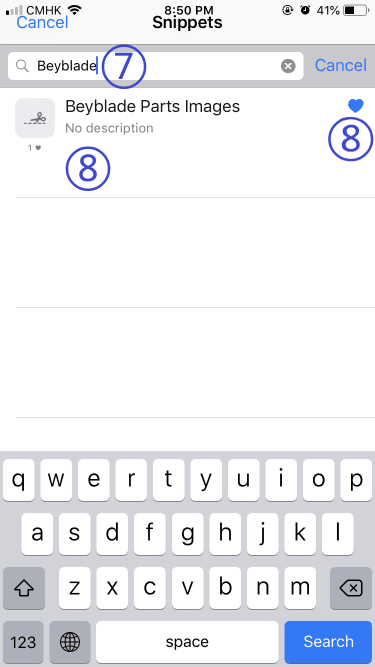 CMHK 8:50 PM 41%
Cancel Snippets
Beyblade ⑦ Cancel
Beyblade Parts Images
No description
1 ♥
⑧ ⑧
q w e r t y u i o p
a s d f g h j k l
z x c v b n m
123 space Search